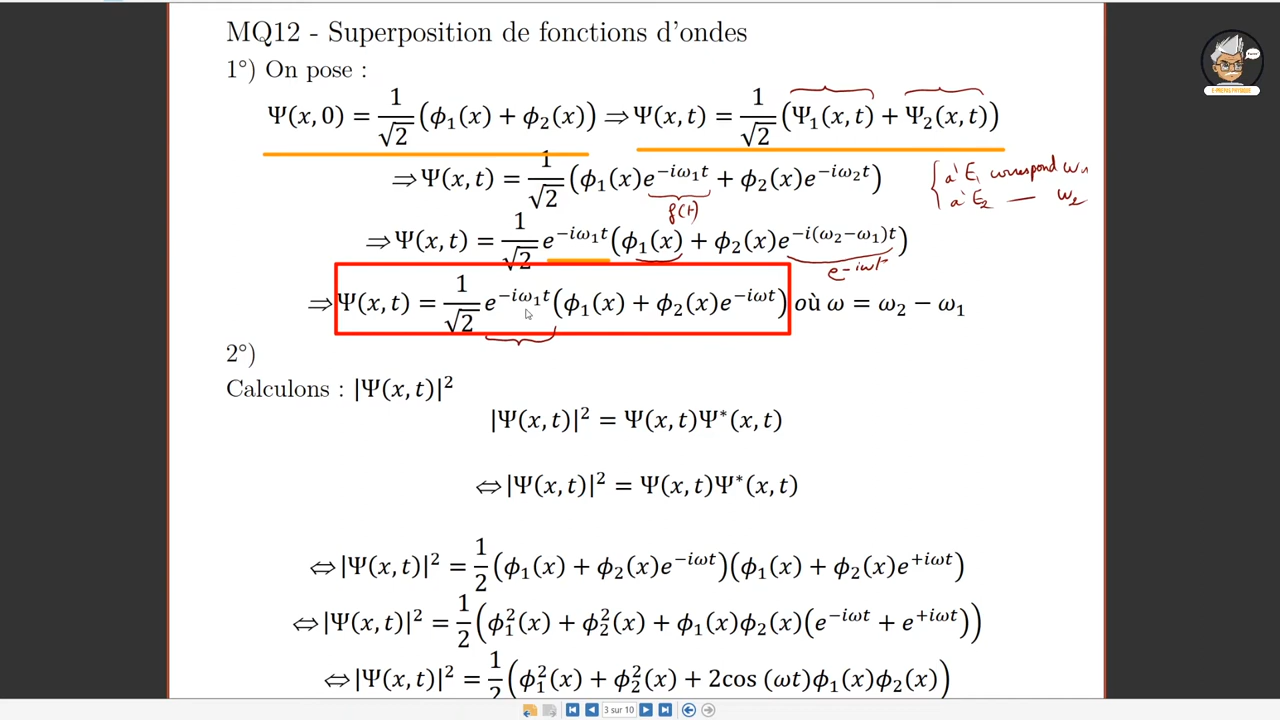 MQ12 - Superposition de fonctions d'ondes
1°) On pose :
Ψ(x, 0) = 1/√2 (ϕ₁(x) + ϕ₂(x)) ⇒ Ψ(x, t) = 1/√2 (Ψ₁(x, t) + Ψ₂(x, t))
⇒ Ψ(x, t) = 1/√2 (ϕ₁(x)e^{-iω₁t} + ϕ₂(x)e^{-iω₂t})
à E₁ correspond ω₁
à E₂ — ω₂
f(t)
⇒ Ψ(x, t) = 1/√2 e^{-iω₁t}(ϕ₁(x) + ϕ₂(x)e^{-i(ω₂-ω₁)t})
e^{-iωt}
⇒ Ψ(x, t) = 1/√2 e^{-iω₁t}(ϕ₁(x) + ϕ₂(x)e^{-iωt}) où ω = ω₂ − ω₁
2°)
Calculons : |Ψ(x, t)|²
|Ψ(x, t)|² = Ψ(x, t)Ψ*(x, t)
⇔ |Ψ(x, t)|² = Ψ(x, t)Ψ*(x, t)
⇔ |Ψ(x, t)|² = 1/2 (ϕ₁(x) + ϕ₂(x)e^{-iωt})(ϕ₁(x) + ϕ₂(x)e^{+iωt})
⇔ |Ψ(x, t)|² = 1/2 (ϕ₁²(x) + ϕ₂²(x) + ϕ₁(x)ϕ₂(x)(e^{-iωt} + e^{+iωt}))
⇔ |Ψ(x, t)|² = 1/2 (ϕ₁²(x) + ϕ₂²(x) + 2cos (ωt)ϕ₁(x)ϕ₂(x))
3 sur 10